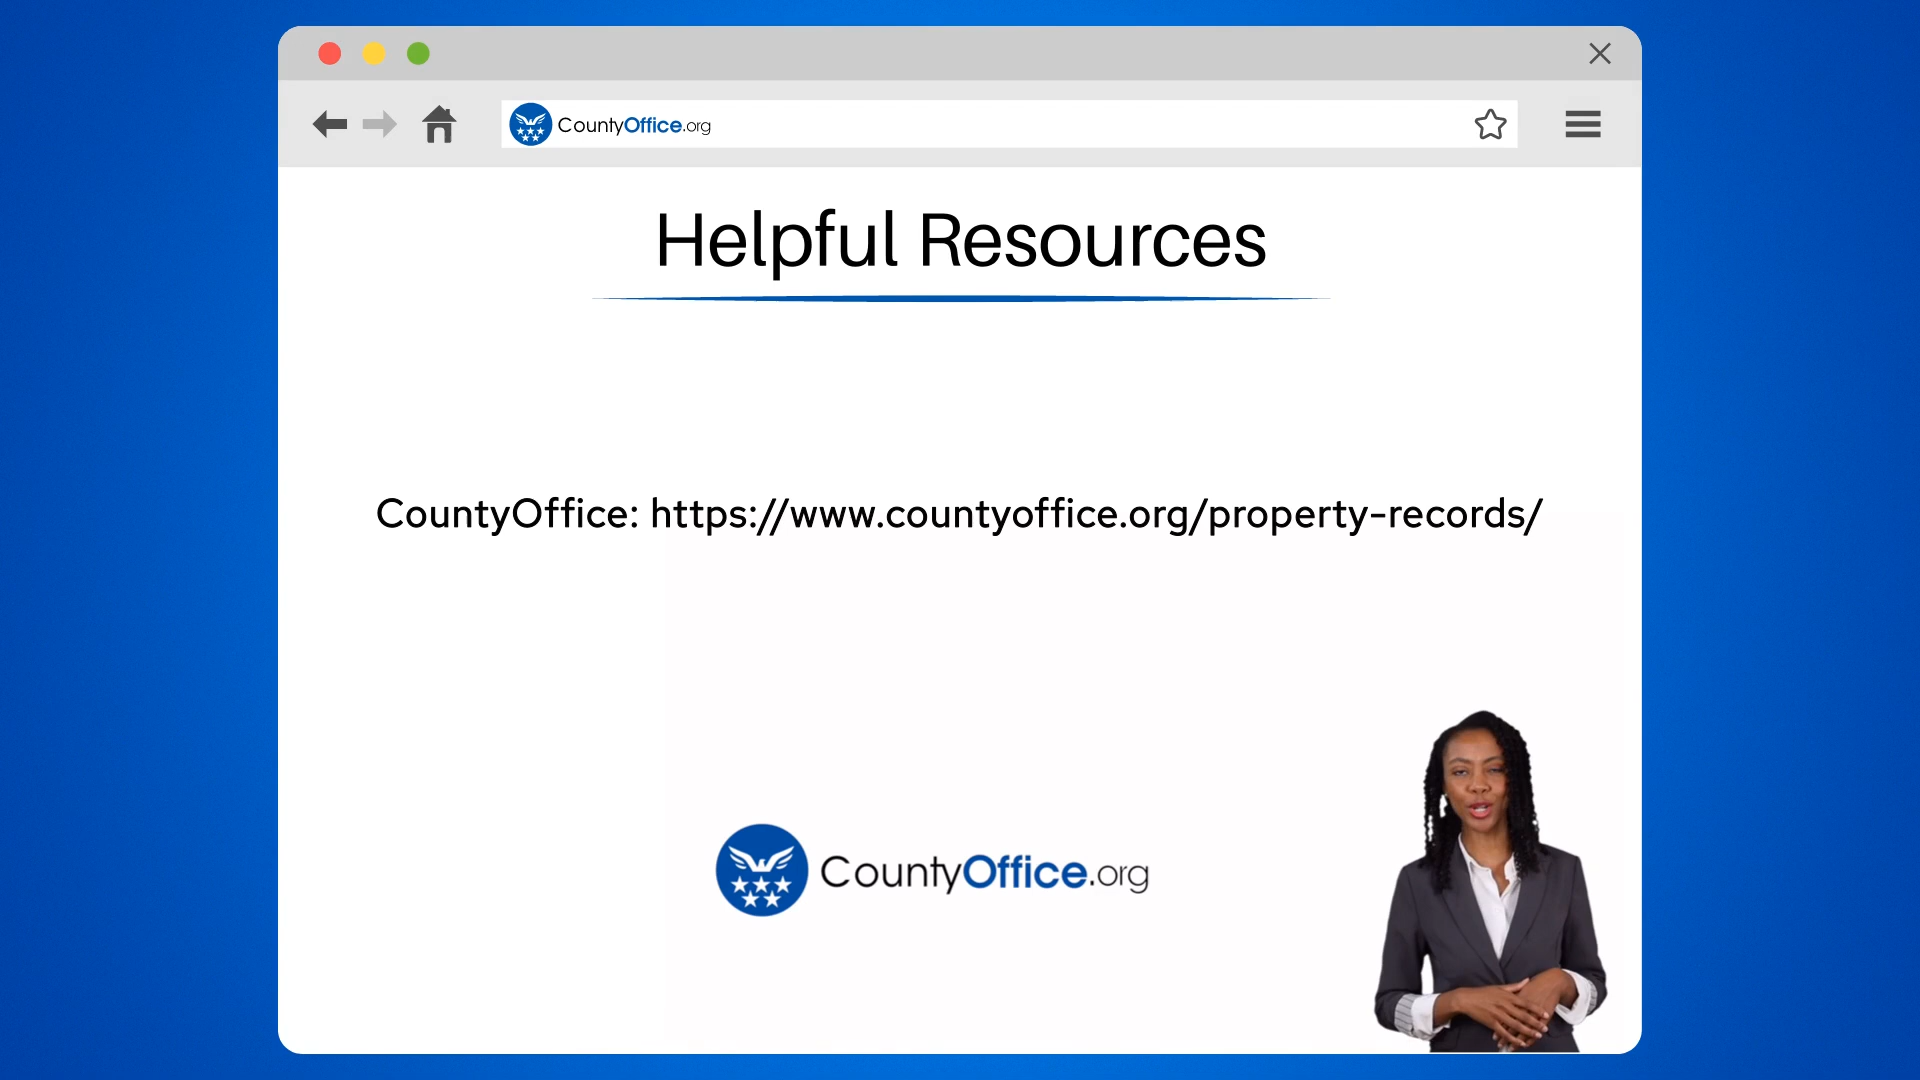 CountyOffice.org
Helpful Resources
CountyOffice: https://www.countyoffice.org/property-records/
CountyOffice.org